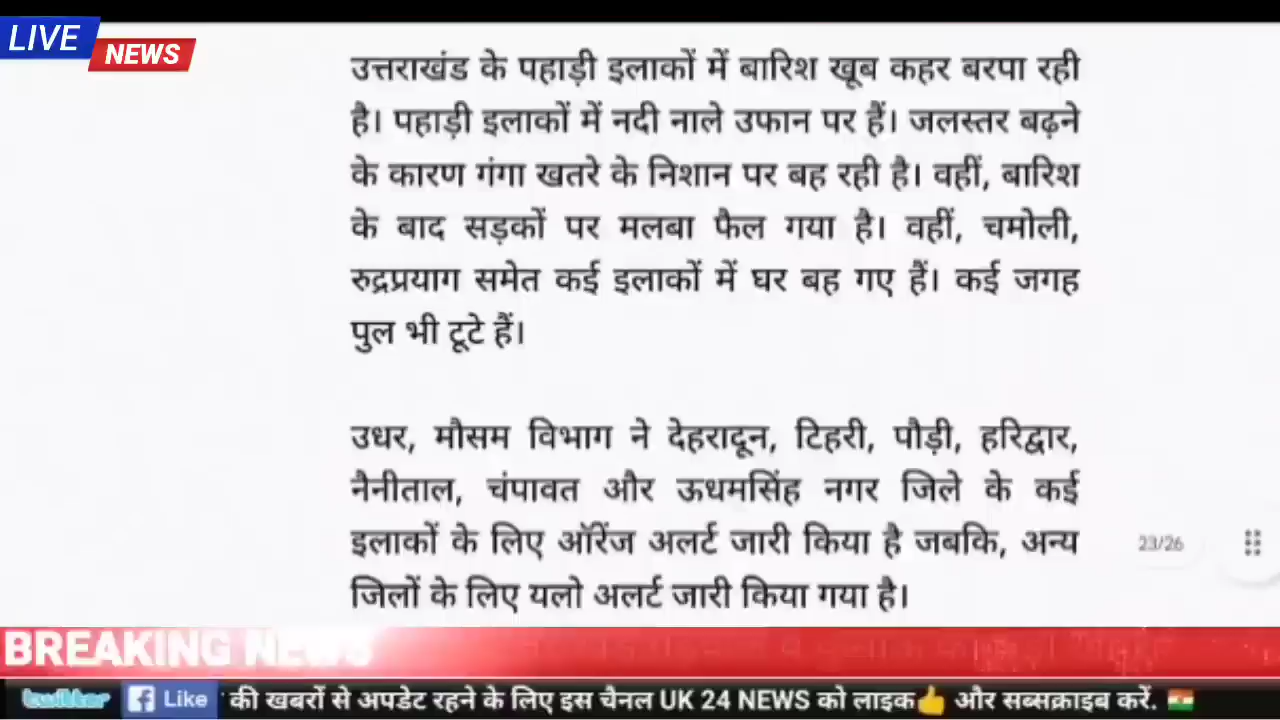 LIVE
NEWS
उत्तराखंड के पहाड़ी इलाकों में बारिश खूब कहर बरपा रही
है। पहाड़ी इलाकों में नदी नाले उफान पर हैं। जलस्तर बढ़ने
के कारण गंगा खतरे के निशान पर बह रही है। वहीं, बारिश
के बाद सड़कों पर मलबा फैल गया है। वहीं, चमोली,
रुद्रप्रयाग समेत कई इलाकों में घर बह गए हैं। कई जगह
पुल भी टूटे हैं।
उधर, मौसम विभाग ने देहरादून, टिहरी, पौड़ी, हरिद्वार,
नैनीताल, चंपावत और ऊधमसिंह नगर जिले के कई
इलाकों के लिए ऑरेंज अलर्ट जारी किया है जबकि, अन्य
जिलों के लिए यलो अलर्ट जारी किया गया है।
23/26
BREAKING NEWS
twitter Like की खबरों से अपडेट रहने के लिए इस चैनल UK 24 NEWS को लाइक👍 और सब्सक्राइब करें. 🇮🇳